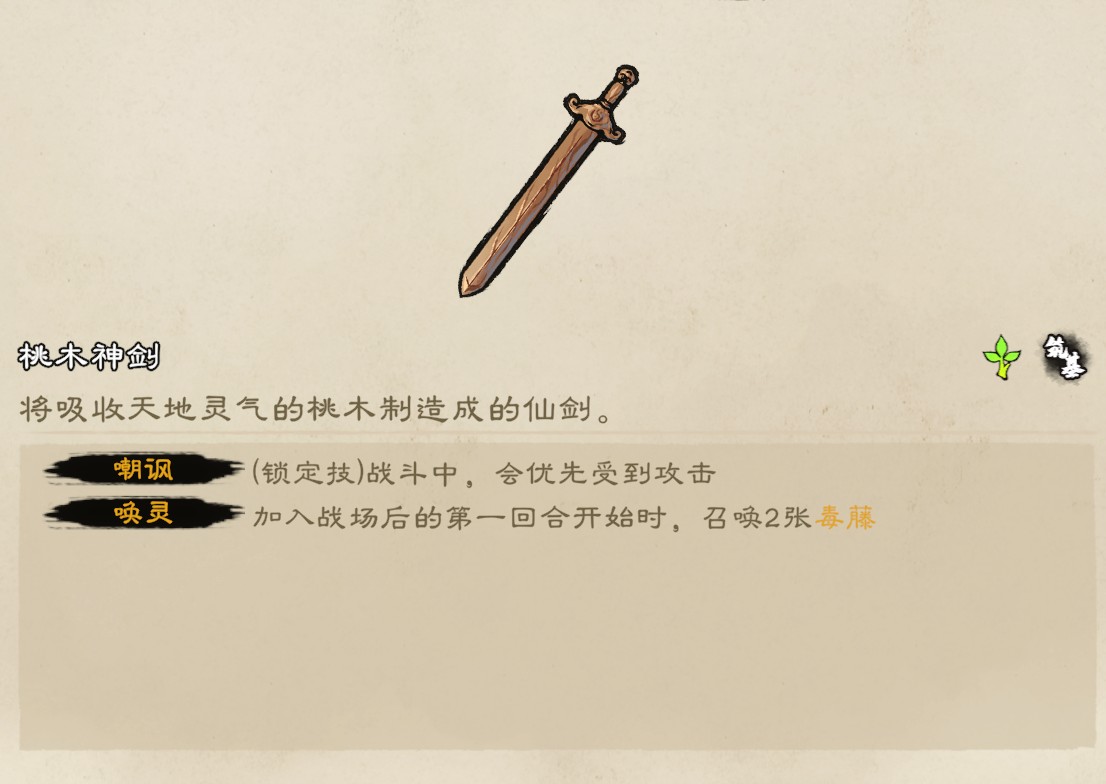 桃木神剑
筑基
将吸收天地灵气的桃木制造成的仙剑。
嘲讽 (锁定技)战斗中，会优先受到攻击
唤灵 加入战场后的第一回合开始时，召唤2张毒藤